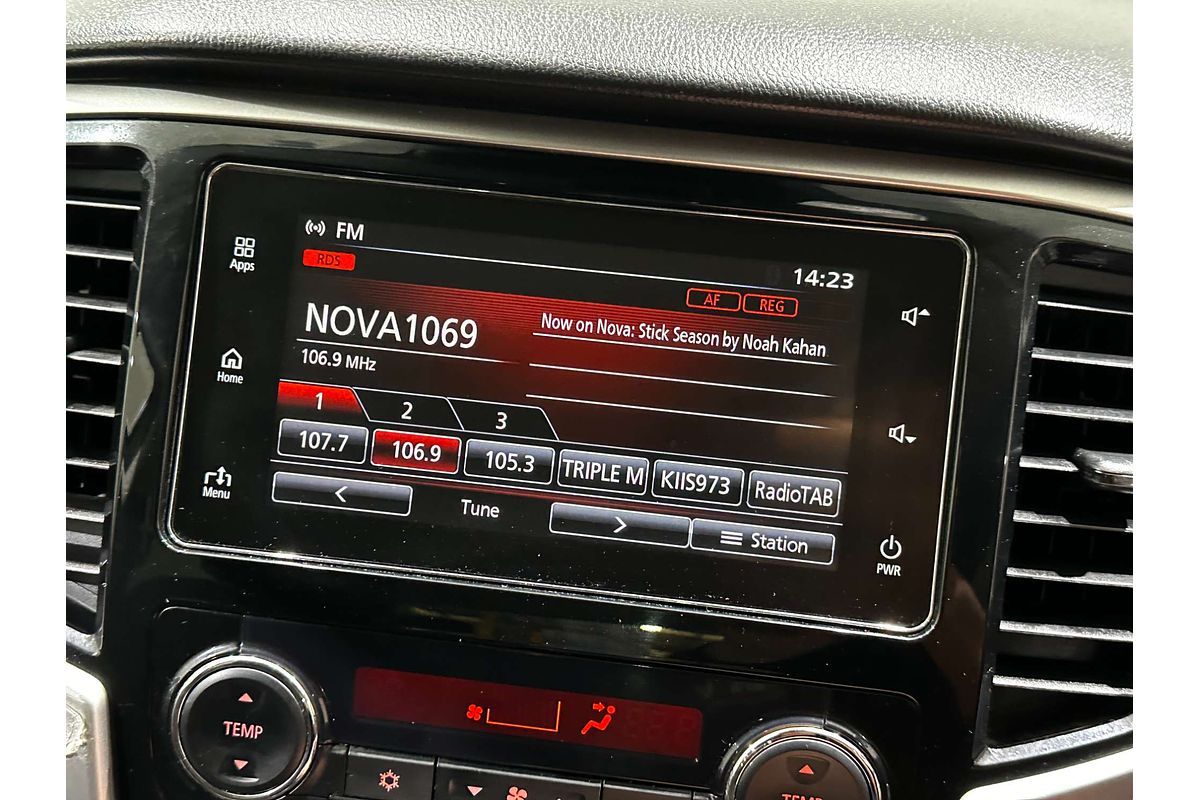 FM
14:23
RDS
AF REG
NOVA1069
Now on Nova: Stick Season by Noah Kahan
106.9 MHz
1 2 3
107.7 106.9 105.3 TRIPLE M KIIS973 RadioTAB
< Tune > Station
Apps
Home
Menu
PWR
TEMP
TEMP